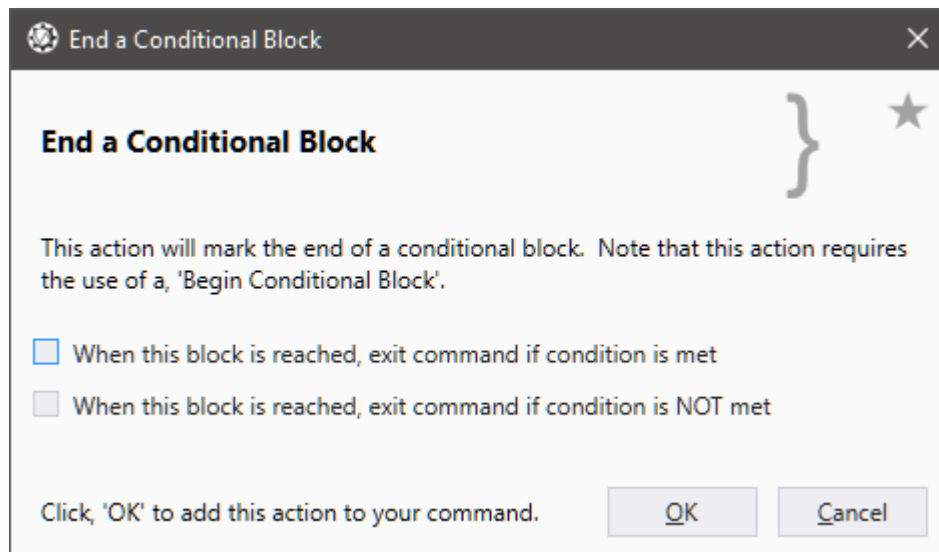 End a Conditional Block
End a Conditional Block
}
This action will mark the end of a conditional block.  Note that this action requires
the use of a, 'Begin Conditional Block'.
When this block is reached, exit command if condition is met
When this block is reached, exit command if condition is NOT met
Click, 'OK' to add this action to your command.
OK
Cancel